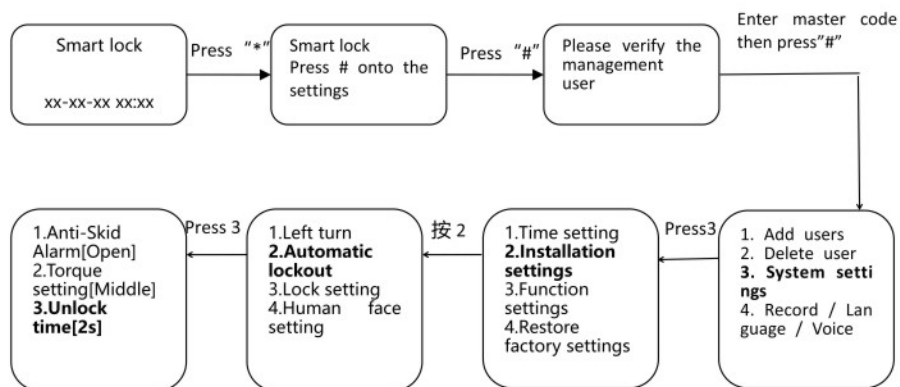 Smart lock
xx-xx-xx xx:xx
Press "*"
Smart lock
Press # onto the
settings
Press "#"
Please verify the
management
user
Enter master code
then press"#"
1. Add users
2. Delete user
3. System setti
ngs
4. Record / Lan
guage / Voice
Press3
1.Time setting
2.Installation
settings
3.Function
settings
4.Restore
factory settings
按 2
1.Left turn
2.Automatic
lockout
3.Lock setting
4.Human face
setting
Press 3
1.Anti-Skid
Alarm[Open]
2.Torque
setting[Middle]
3.Unlock
time[2s]